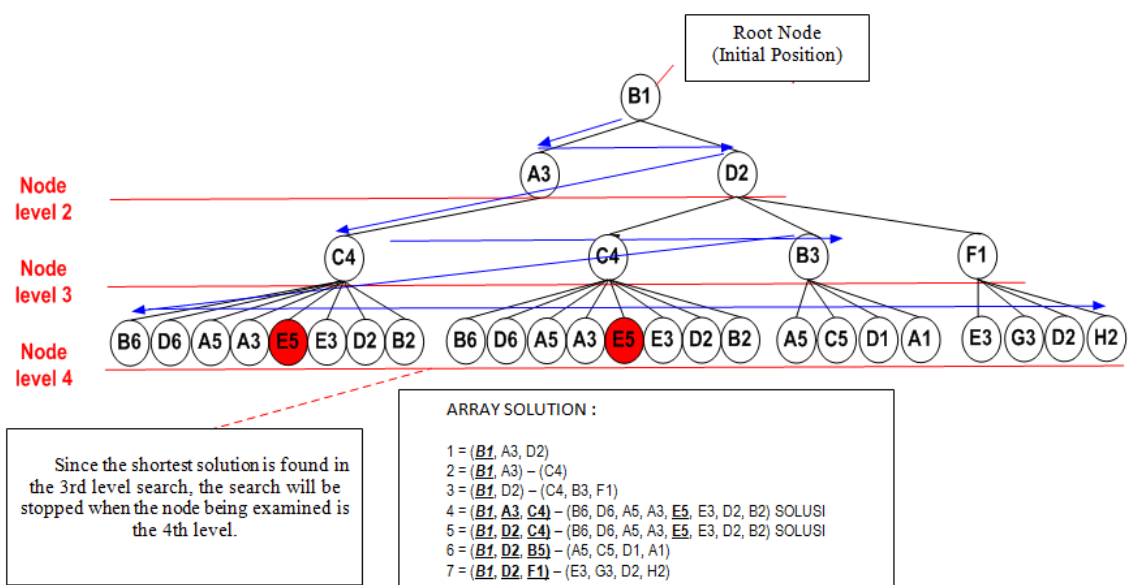 Root Node
(Initial Position)
B1
A3 D2
Node
level 2
C4 C4 B3 F1
Node
level 3
B6 D6 A5 A3 E5 E3 D2 B2 B6 D6 A5 A3 E5 E3 D2 B2 A5 C5 D1 A1 E3 G3 D2 H2
Node
level 4
Since the shortest solution is found in
the 3rd level search, the search will be
stopped when the node being examined is
the 4th level.
ARRAY SOLUTION :
1 = (B1, A3, D2)
2 = (B1, A3) – (C4)
3 = (B1, D2) – (C4, B3, F1)
4 = (B1, A3, C4) – (B6, D6, A5, A3, E5, E3, D2, B2) SOLUSI
5 = (B1, D2, C4) – (B6, D6, A5, A3, E5, E3, D2, B2) SOLUSI
6 = (B1, D2, B5) – (A5, C5, D1, A1)
7 = (B1, D2, F1) – (E3, G3, D2, H2)